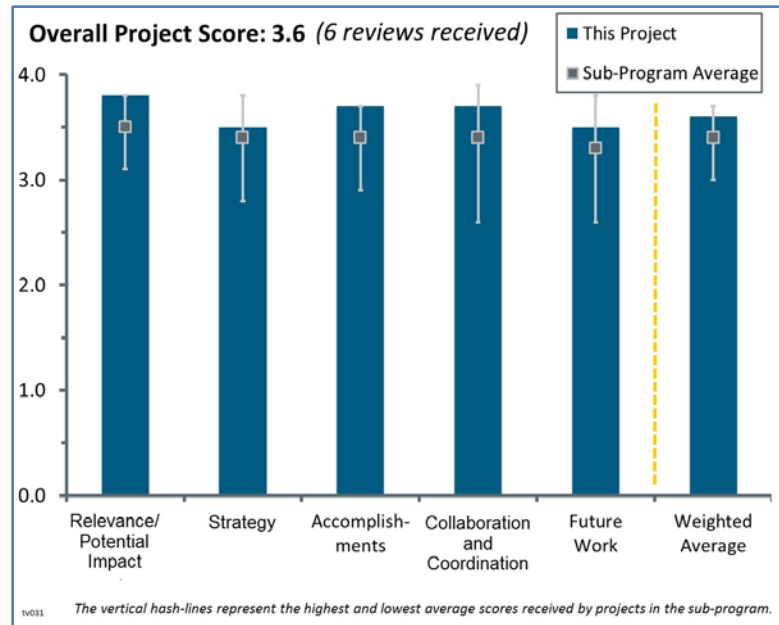 Overall Project Score: 3.6 (6 reviews received)
This Project
Sub-Program Average
4.0
3.0
2.0
1.0
0.0
Relevance/
Potential
Impact
Strategy
Accomplish-
ments
Collaboration
and
Coordination
Future
Work
Weighted
Average
tv031
The vertical hash-lines represent the highest and lowest average scores received by projects in the sub-program.